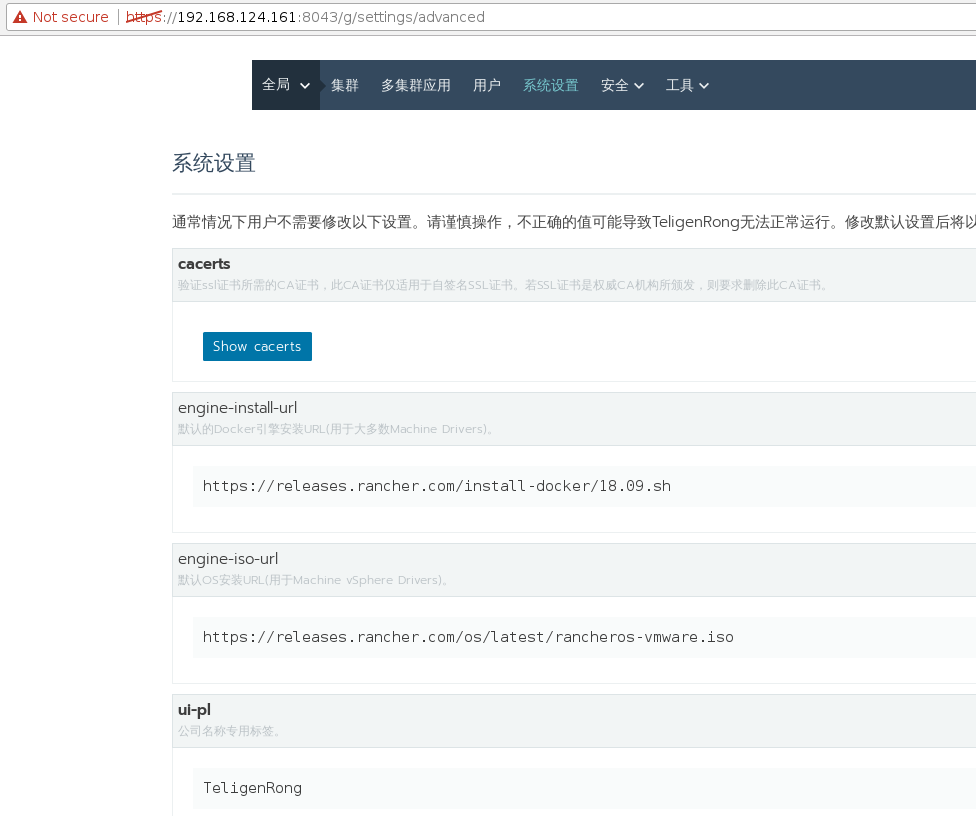 Not secure | https://192.168.124.161:8043/g/settings/advanced
全局 集群 多集群应用 用户 系统设置 安全 工具
系统设置
通常情况下用户不需要修改以下设置。请谨慎操作，不正确的值可能导致TeligenRong无法正常运行。修改默认设置后将以
cacerts
验证ssl证书所需的CA证书，此CA证书仅适用于自签名SSL证书。若SSL证书是权威CA机构所颁发，则要求删除此CA证书。
Show cacerts
engine-install-url
默认的Docker引擎安装URL(用于大多数Machine Drivers)。
https://releases.rancher.com/install-docker/18.09.sh
engine-iso-url
默认OS安装URL(用于Machine vSphere Drivers)。
https://releases.rancher.com/os/latest/rancheros-vmware.iso
ui-pl
公司名称专用标签。
TeligenRong